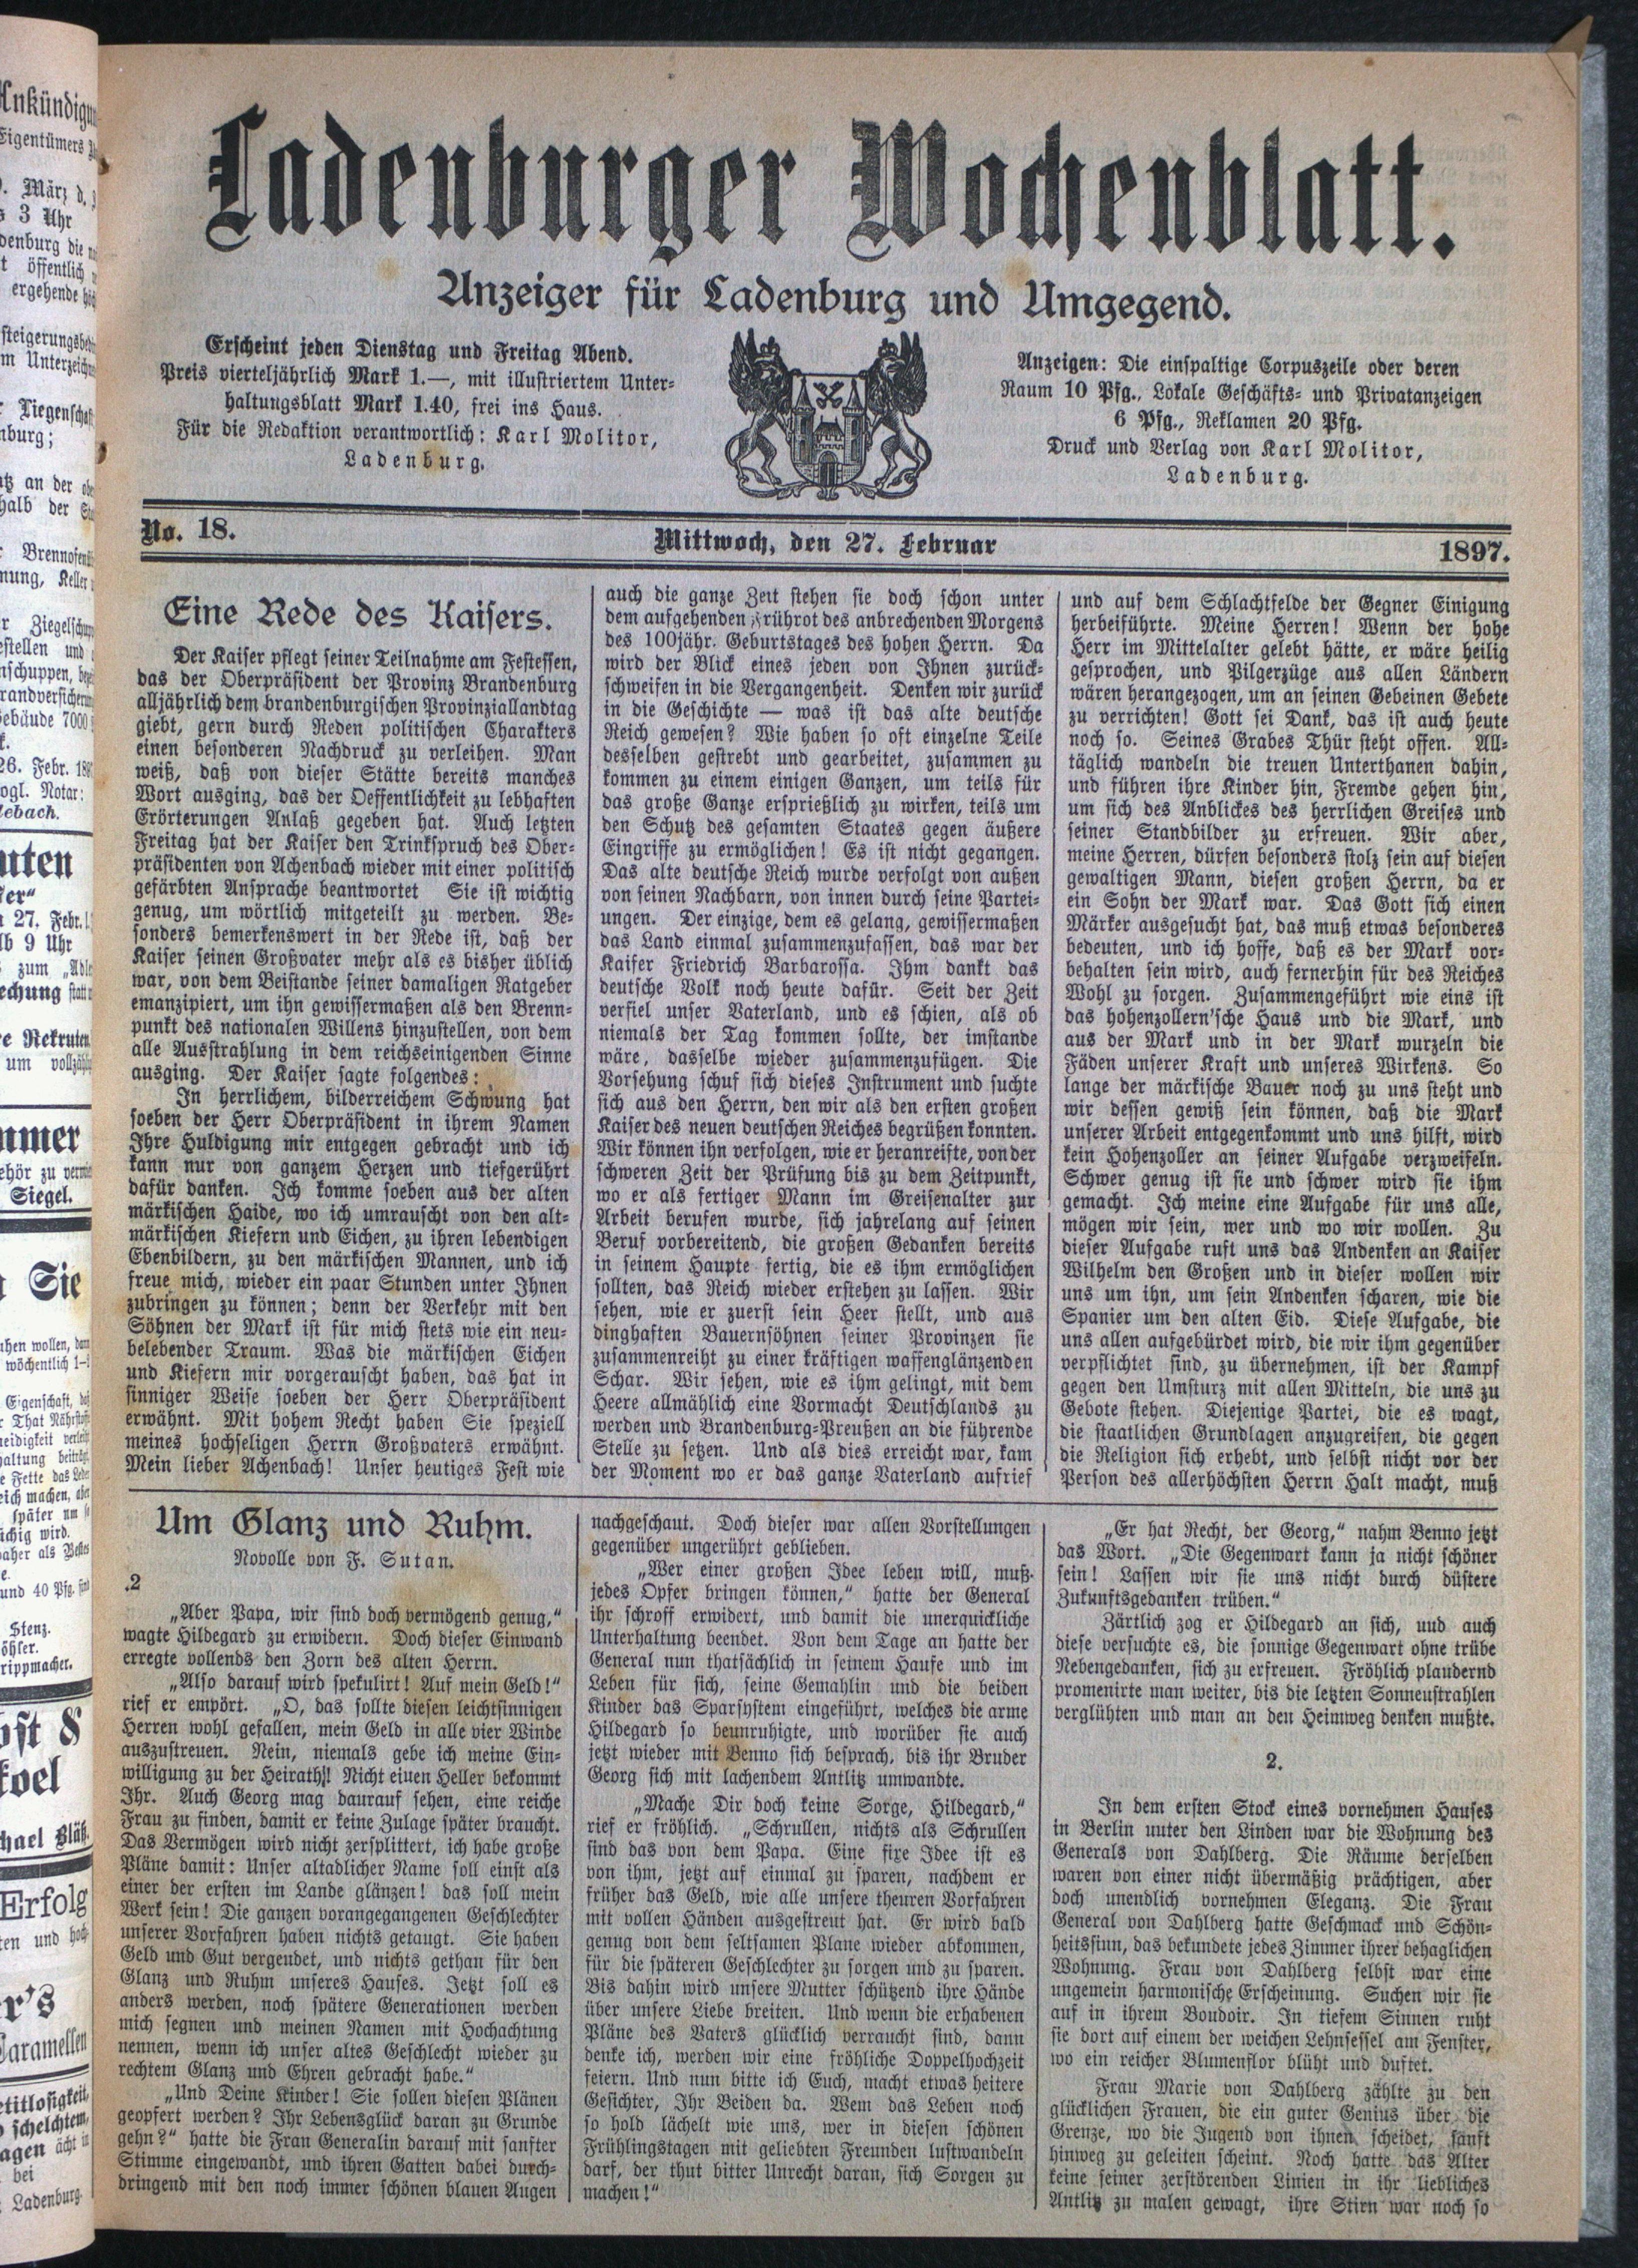 Ladenburger Wochenblatt.
Anzeiger für Ladenburg und Umgegend.
Erscheint jeden Dienstag und Freitag Abend.
Preis vierteljährlich Mark 1.—, mit illustriertem Unter-
haltungsblatt Mark 1.40, frei ins Haus.
Für die Redaktion verantwortlich: Karl Molitor,
Ladenburg.
Anzeigen: Die einspaltige Corpuszeile oder deren
Raum 10 Pfg., Lokale Geschäfts- und Privatanzeigen
6 Pfg., Reklamen 20 Pfg.
Druck und Verlag von Karl Molitor,
Ladenburg.
No. 18.
Mittwoch, den 27. Februar
1897.
Eine Rede des Kaisers.
Der Kaiser pflegt seiner Teilnahme am Festessen,
das der Oberpräsident der Provinz Brandenburg
alljährlich dem brandenburgischen Provinziallandtag
giebt, gern durch Reden politischen Charakters
einen besonderen Nachdruck zu verleihen. Man
weiß, daß von dieser Stätte bereits manches
Wort ausging, das der Oeffentlichkeit zu lebhaften
Erörterungen Anlaß gegeben hat. Auch letzten
Freitag hat der Kaiser den Trinkspruch des Ober-
präsidenten von Achenbach wieder mit einer politisch
gefärbten Ansprache beantwortet Sie ist wichtig
genug, um wörtlich mitgeteilt zu werden. Be-
sonders bemerkenswert in der Rede ist, daß der
Kaiser seinen Großvater mehr als es bisher üblich
war, von dem Beistande seiner damaligen Ratgeber
emanzipiert, um ihn gewissermaßen als den Brenn-
punkt des nationalen Willens hinzustellen, von dem
alle Ausstrahlung in dem reichseinigenden Sinne
ausging. Der Kaiser sagte folgendes:
In herrlichem, bilderreichem Schwung hat
soeben der Herr Oberpräsident in ihrem Namen
Ihre Huldigung mir entgegen gebracht und ich
kann nur von ganzem Herzen und tiefgerührt
dafür danken. Ich komme soeben aus der alten
märkischen Haide, wo ich umrauscht von den alt-
märkischen Kiefern und Eichen, zu ihren lebendigen
Ebenbildern, zu den märkischen Mannen, und ich
freue mich, wieder ein paar Stunden unter Ihnen
zubringen zu können; denn der Verkehr mit den
Söhnen der Mark ist für mich stets wie ein neu-
belebender Traum. Was die märkischen Eichen
und Kiefern mir vorgerauscht haben, das hat in
sinniger Weise soeben der Herr Oberpräsident
erwähnt. Mit hohem Recht haben Sie speziell
meines hochseligen Herrn Großvaters erwähnt.
Mein lieber Achenbach! Unser heutiges Fest wie
auch die ganze Zeit stehen sie doch schon unter
dem aufgehenden Frührot des anbrechenden Morgens
des 100jähr. Geburtstages des hohen Herrn. Da
wird der Blick eines jeden von Ihnen zurück-
schweifen in die Vergangenheit. Denken wir zurück
in die Geschichte — was ist das alte deutsche
Reich gewesen? Wie haben so oft einzelne Teile
desselben gestrebt und gearbeitet, zusammen zu
kommen zu einem einigen Ganzen, um teils für
das große Ganze ersprießlich zu wirken, teils um
den Schutz des gesamten Staates gegen äußere
Eingriffe zu ermöglichen! Es ist nicht gegangen.
Das alte deutsche Reich wurde verfolgt von außen
von seinen Nachbarn, von innen durch seine Partei-
ungen. Der einzige, dem es gelang, gewissermaßen
das Land einmal zusammenzufassen, das war der
Kaiser Friedrich Barbarossa. Ihm dankt das
deutsche Volk noch heute dafür. Seit der Zeit
verfiel unser Vaterland, und es schien, als ob
niemals der Tag kommen sollte, der imstande
wäre, dasselbe wieder zusammenzufügen. Die
Vorsehung schuf sich dieses Instrument und suchte
sich aus den Herrn, den wir als den ersten großen
Kaiser des neuen deutschen Reiches begrüßen konnten.
Wir können ihn verfolgen, wie er heranreifte, von der
schweren Zeit der Prüfung bis zu dem Zeitpunkt,
wo er als fertiger Mann im Greisenalter zur
Arbeit berufen wurde, sich jahrelang auf seinen
Beruf vorbereitend, die großen Gedanken bereits
in seinem Haupte fertig, die es ihm ermöglichen
sollten, das Reich wieder erstehen zu lassen. Wir
sehen, wie er zuerst sein Heer stellt, und aus
dinghaften Bauernsöhnen seiner Provinzen sie
zusammenreiht zu einer kräftigen waffenglänzenden
Schar. Wir sehen, wie es ihm gelingt, mit dem
Heere allmählich eine Vormacht Deutschlands zu
werden und Brandenburg-Preußen an die führende
Stelle zu setzen. Und als dies erreicht war, kam
der Moment wo er das ganze Vaterland aufrief
und auf dem Schlachtfelde der Gegner Einigung
herbeiführte. Meine Herren! Wenn der hohe
Herr im Mittelalter gelebt hätte, er wäre heilig
gesprochen, und Pilgerzüge aus allen Ländern
wären herangezogen, um an seinen Gebeinen Gebete
zu verrichten! Gott sei Dank, das ist auch heute
noch so. Seines Grabes Thür steht offen. All-
täglich wandeln die treuen Unterthanen dahin,
und führen ihre Kinder hin, Fremde gehen hin,
um sich des Anblickes des herrlichen Greises und
seiner Standbilder zu erfreuen. Wir aber,
meine Herren, dürfen besonders stolz sein auf diesen
gewaltigen Mann, diesen großen Herrn, da er
ein Sohn der Mark war. Das Gott sich einen
Märker ausgesucht hat, das muß etwas besonderes
bedeuten, und ich hoffe, daß es der Mark vor-
behalten sein wird, auch fernerhin für des Reiches
Wohl zu sorgen. Zusammengeführt wie eins ist
das hohenzollern'sche Haus und die Mark, und
aus der Mark und in der Mark wurzeln die
Fäden unserer Kraft und unseres Wirkens. So
lange der märkische Bauer noch zu uns steht und
wir dessen gewiß sein können, daß die Mark
unserer Arbeit entgegenkommt und uns hilft, wird
kein Hohenzoller an seiner Aufgabe verzweifeln.
Schwer genug ist sie und schwer wird sie ihm
gemacht. Ich meine eine Aufgabe für uns alle,
mögen wir sein, wer und wo wir wollen. Zu
dieser Aufgabe ruft uns das Andenken an Kaiser
Wilhelm den Großen und in dieser wollen wir
uns um ihn, um sein Andenken scharen, wie die
Spanier um den alten Eid. Diese Aufgabe, die
uns allen aufgebürdet wird, die wir ihm gegenüber
verpflichtet sind, zu übernehmen, ist der Kampf
gegen den Umsturz mit allen Mitteln, die uns zu
Gebote stehen. Diejenige Partei, die es wagt,
die staatlichen Grundlagen anzugreifen, die gegen
die Religion sich erhebt, und selbst nicht vor der
Person des allerhöchsten Herrn Halt macht, muß
Um Glanz und Ruhm.
Novolle von F. Sutan.
.2
„Aber Papa, wir sind doch vermögend genug,“
wagte Hildegard zu erwidern. Doch dieser Einwand
erregte vollends den Zorn des alten Herrn.
„Also darauf wird spekulirt! Auf mein Geld!“
rief er empört. „O, das sollte diesen leichtsinnigen
Herren wohl gefallen, mein Geld in alle vier Winde
auszustreuen. Nein, niemals gebe ich meine Ein-
willigung zu der Heirath! Nicht einen Heller bekommt
Ihr. Auch Georg mag daurauf sehen, eine reiche
Frau zu finden, damit er keine Zulage später braucht.
Das Vermögen wird nicht zersplittert, ich habe große
Pläne damit: Unser altadlicher Name soll einst als
einer der ersten im Lande glänzen! das soll mein
Werk sein! Die ganzen vorangegangenen Geschlechter
unserer Vorfahren haben nichts getaugt. Sie haben
Geld und Gut vergeudet, und nichts gethan für den
Glanz und Ruhm unseres Hauses. Jetzt soll es
anders werden, noch spätere Generationen werden
mich segnen und meinen Namen mit Hochachtung
nennen, wenn ich unser altes Geschlecht wieder zu
rechtem Glanz und Ehren gebracht habe.“
„Und Deine Kinder! Sie sollen diesen Plänen
geopfert werden? Ihr Lebensglück daran zu Grunde
gehn?“ hatte die Frau Generalin darauf mit sanfter
Stimme eingewandt, und ihren Gatten dabei durch-
dringend mit den noch immer schönen blauen Augen
nachgeschaut. Doch dieser war allen Vorstellungen
gegenüber ungerührt geblieben.
„Wer einer großen Idee leben will, muß
jedes Opfer bringen können,“ hatte der General
ihr schroff erwidert, und damit die unerquickliche
Unterhaltung beendet. Von dem Tage an hatte der
General nun thatsächlich in seinem Hause und im
Leben für sich, seine Gemahlin und die beiden
Kinder das Sparsystem eingeführt, welches die arme
Hildegard so beunruhigte, und worüber sie auch
jetzt wieder mit Benno sich besprach, bis ihr Bruder
Georg sich mit lachendem Antlitz umwandte.
„Mache Dir doch keine Sorge, Hildegard,“
rief er fröhlich. „Schrullen, nichts als Schrullen
sind das von dem Papa. Eine fixe Idee ist es
von ihm, jetzt auf einmal zu sparen, nachdem er
früher das Geld, wie alle unsere theuren Vorfahren
mit vollen Händen ausgestreut hat. Er wird bald
genug von dem seltsamen Plane wieder abkommen,
für die späteren Geschlechter zu sorgen und zu sparen.
Bis dahin wird unsere Mutter schützend ihre Hände
über unsere Liebe breiten. Und wenn die erhabenen
Pläne des Vaters glücklich verraucht sind, dann
denke ich, werden wir eine fröhliche Doppelhochzeit
feiern. Und nun bitte ich Euch, macht etwas heitere
Gesichter, Ihr Beiden da. Wem das Leben noch
so hold lächelt wie uns, wer in diesen schönen
Frühlingstagen mit geliebten Freunden lustwandeln
darf, der thut bitter Unrecht daran, sich Sorgen zu
machen!“
„Er hat Recht, der Georg,“ nahm Benno jetzt
das Wort. „Die Gegenwart kann ja nicht schöner
sein! Lassen wir sie uns nicht durch düstere
Zukunftsgedanken trüben.“
Zärtlich zog er Hildegard an sich, und auch
diese versuchte es, die sonnige Gegenwart ohne trübe
Nebengedanken, sich zu erfreuen. Fröhlich plaudernd
promenirte man weiter, bis die letzten Sonnenstrahlen
verglühten und man an den Heimweg denken mußte.
2.
In dem ersten Stock eines vornehmen Hauses
in Berlin unter den Linden war die Wohnung des
Generals von Dahlberg. Die Räume derselben
waren von einer nicht übermäßig prächtigen, aber
doch unendlich vornehmen Eleganz. Die Frau
General von Dahlberg hatte Geschmack und Schön-
heitssinn, das bekundete jedes Zimmer ihrer behaglichen
Wohnung. Frau von Dahlberg selbst war eine
ungemein harmonische Erscheinung. Suchen wir sie
auf in ihrem Boudoir. In tiefem Sinnen ruht
sie dort auf einem der weichen Lehnsessel am Fenster,
wo ein reicher Blumenflor blüht und duftet.
Frau Marie von Dahlberg zählte zu den
glücklichen Frauen, die ein guter Genius über die
Grenze, wo die Jugend von ihnen scheidet, sanft
hinweg zu geleiten scheint. Noch hatte das Alter
keine seiner zerstörenden Linien in ihr liebliches
Antlitz zu malen gewagt, ihre Stirn war noch so